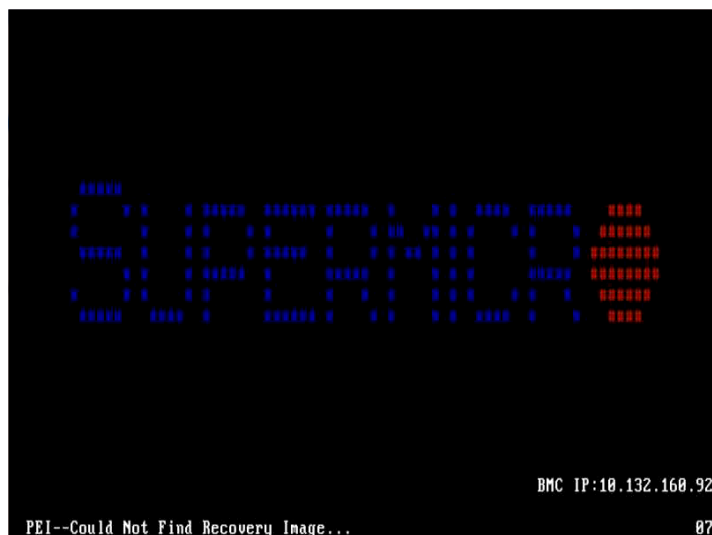 SUPERMICRO
BMC IP:10.132.160.92
PEI--Could Not Find Recovery Image... 07